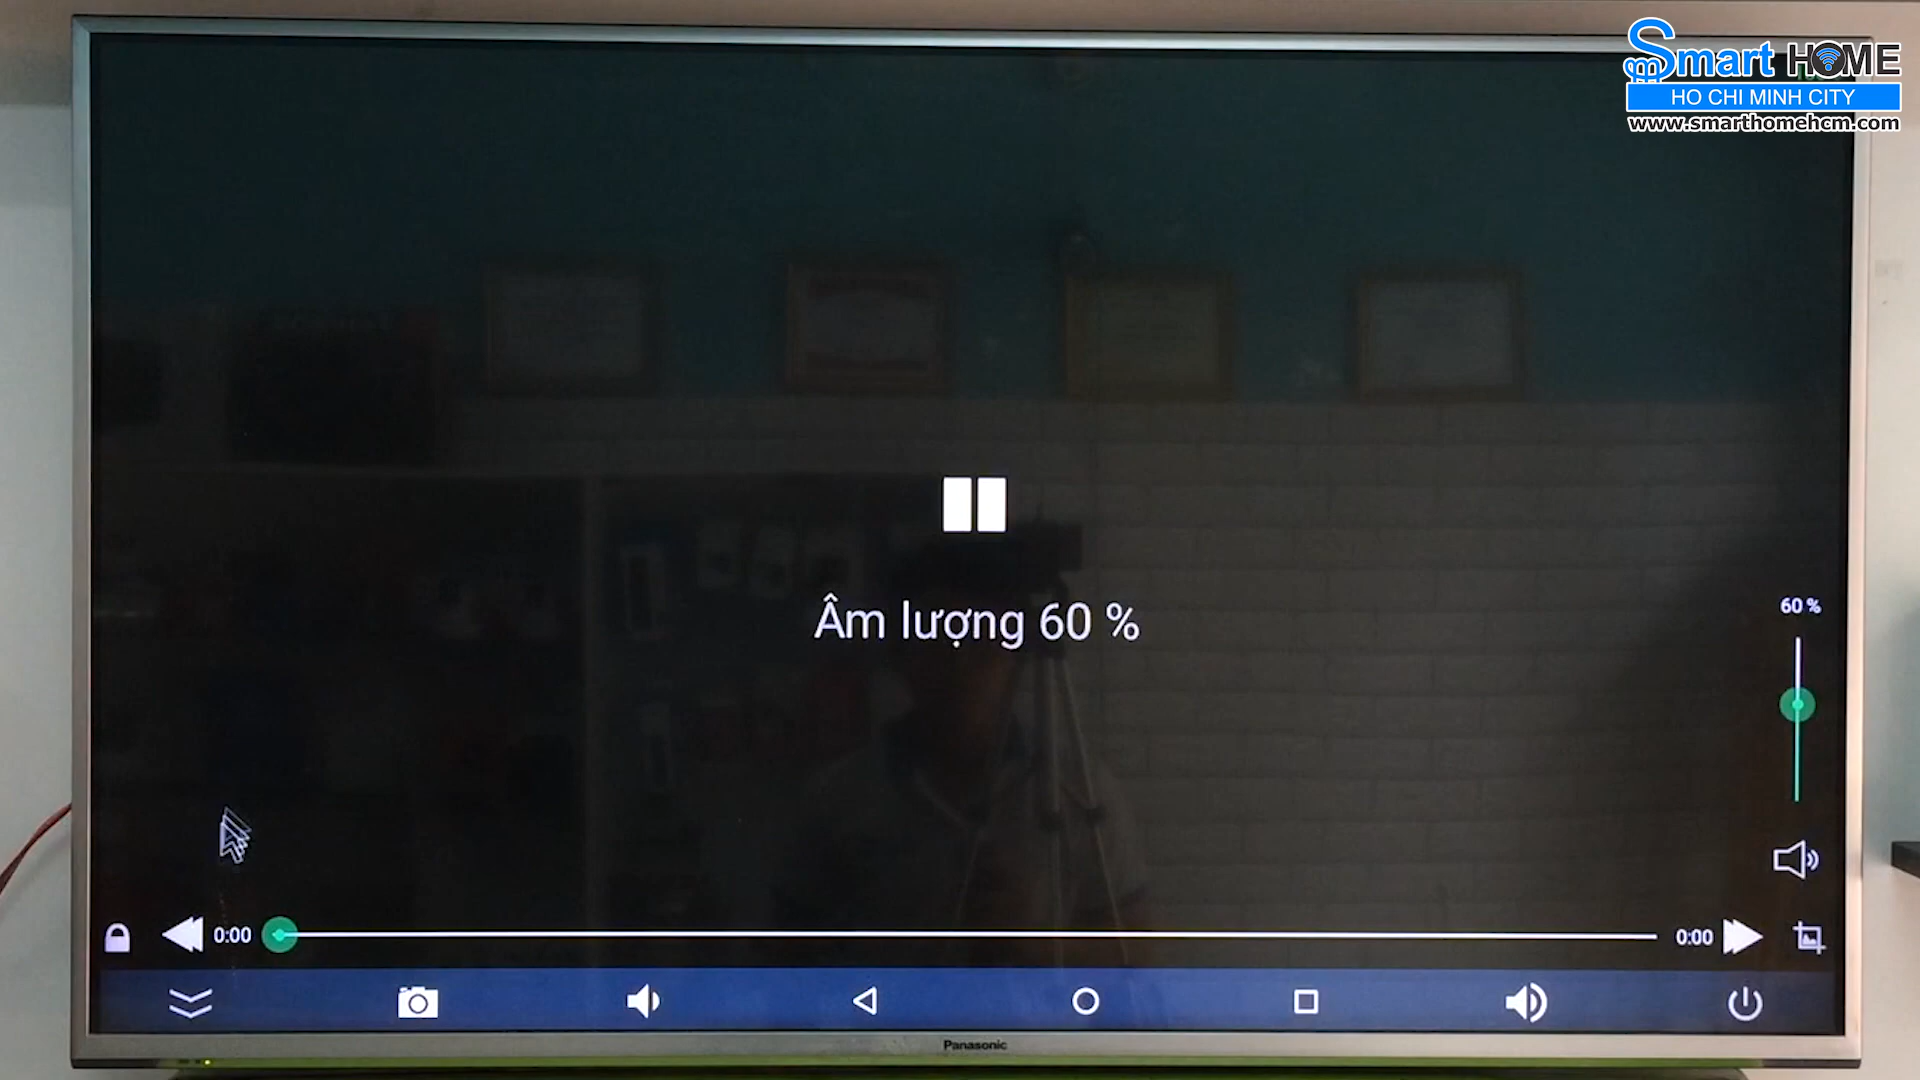 Smart HOME
HO CHI MINH CITY
www.smarthomehcm.com
Âm lượng 60 %
60 %
0:00
0:00
Panasonic